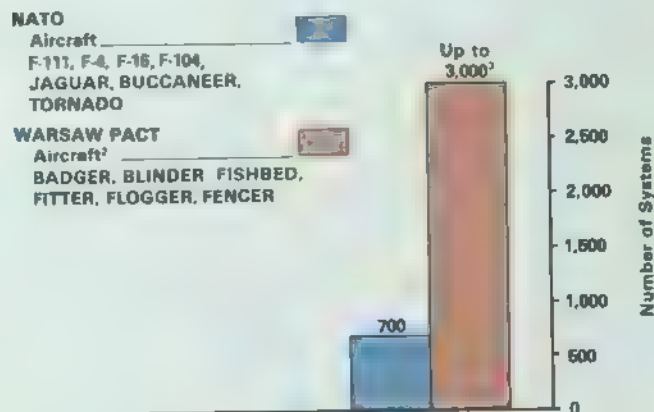 NATO
Aircraft
F-111, F-4, F-16, F-104,
JAGUAR, BUCCANEER,
TORNADO
WARSAW PACT
Aircraft²
BADGER, BLINDER FISHBED,
FITTER, FLOGGER, FENCER
Up to
3,000³
700
3,000
2,500
2,000
1,500
1,000
500
0
Number of Systems